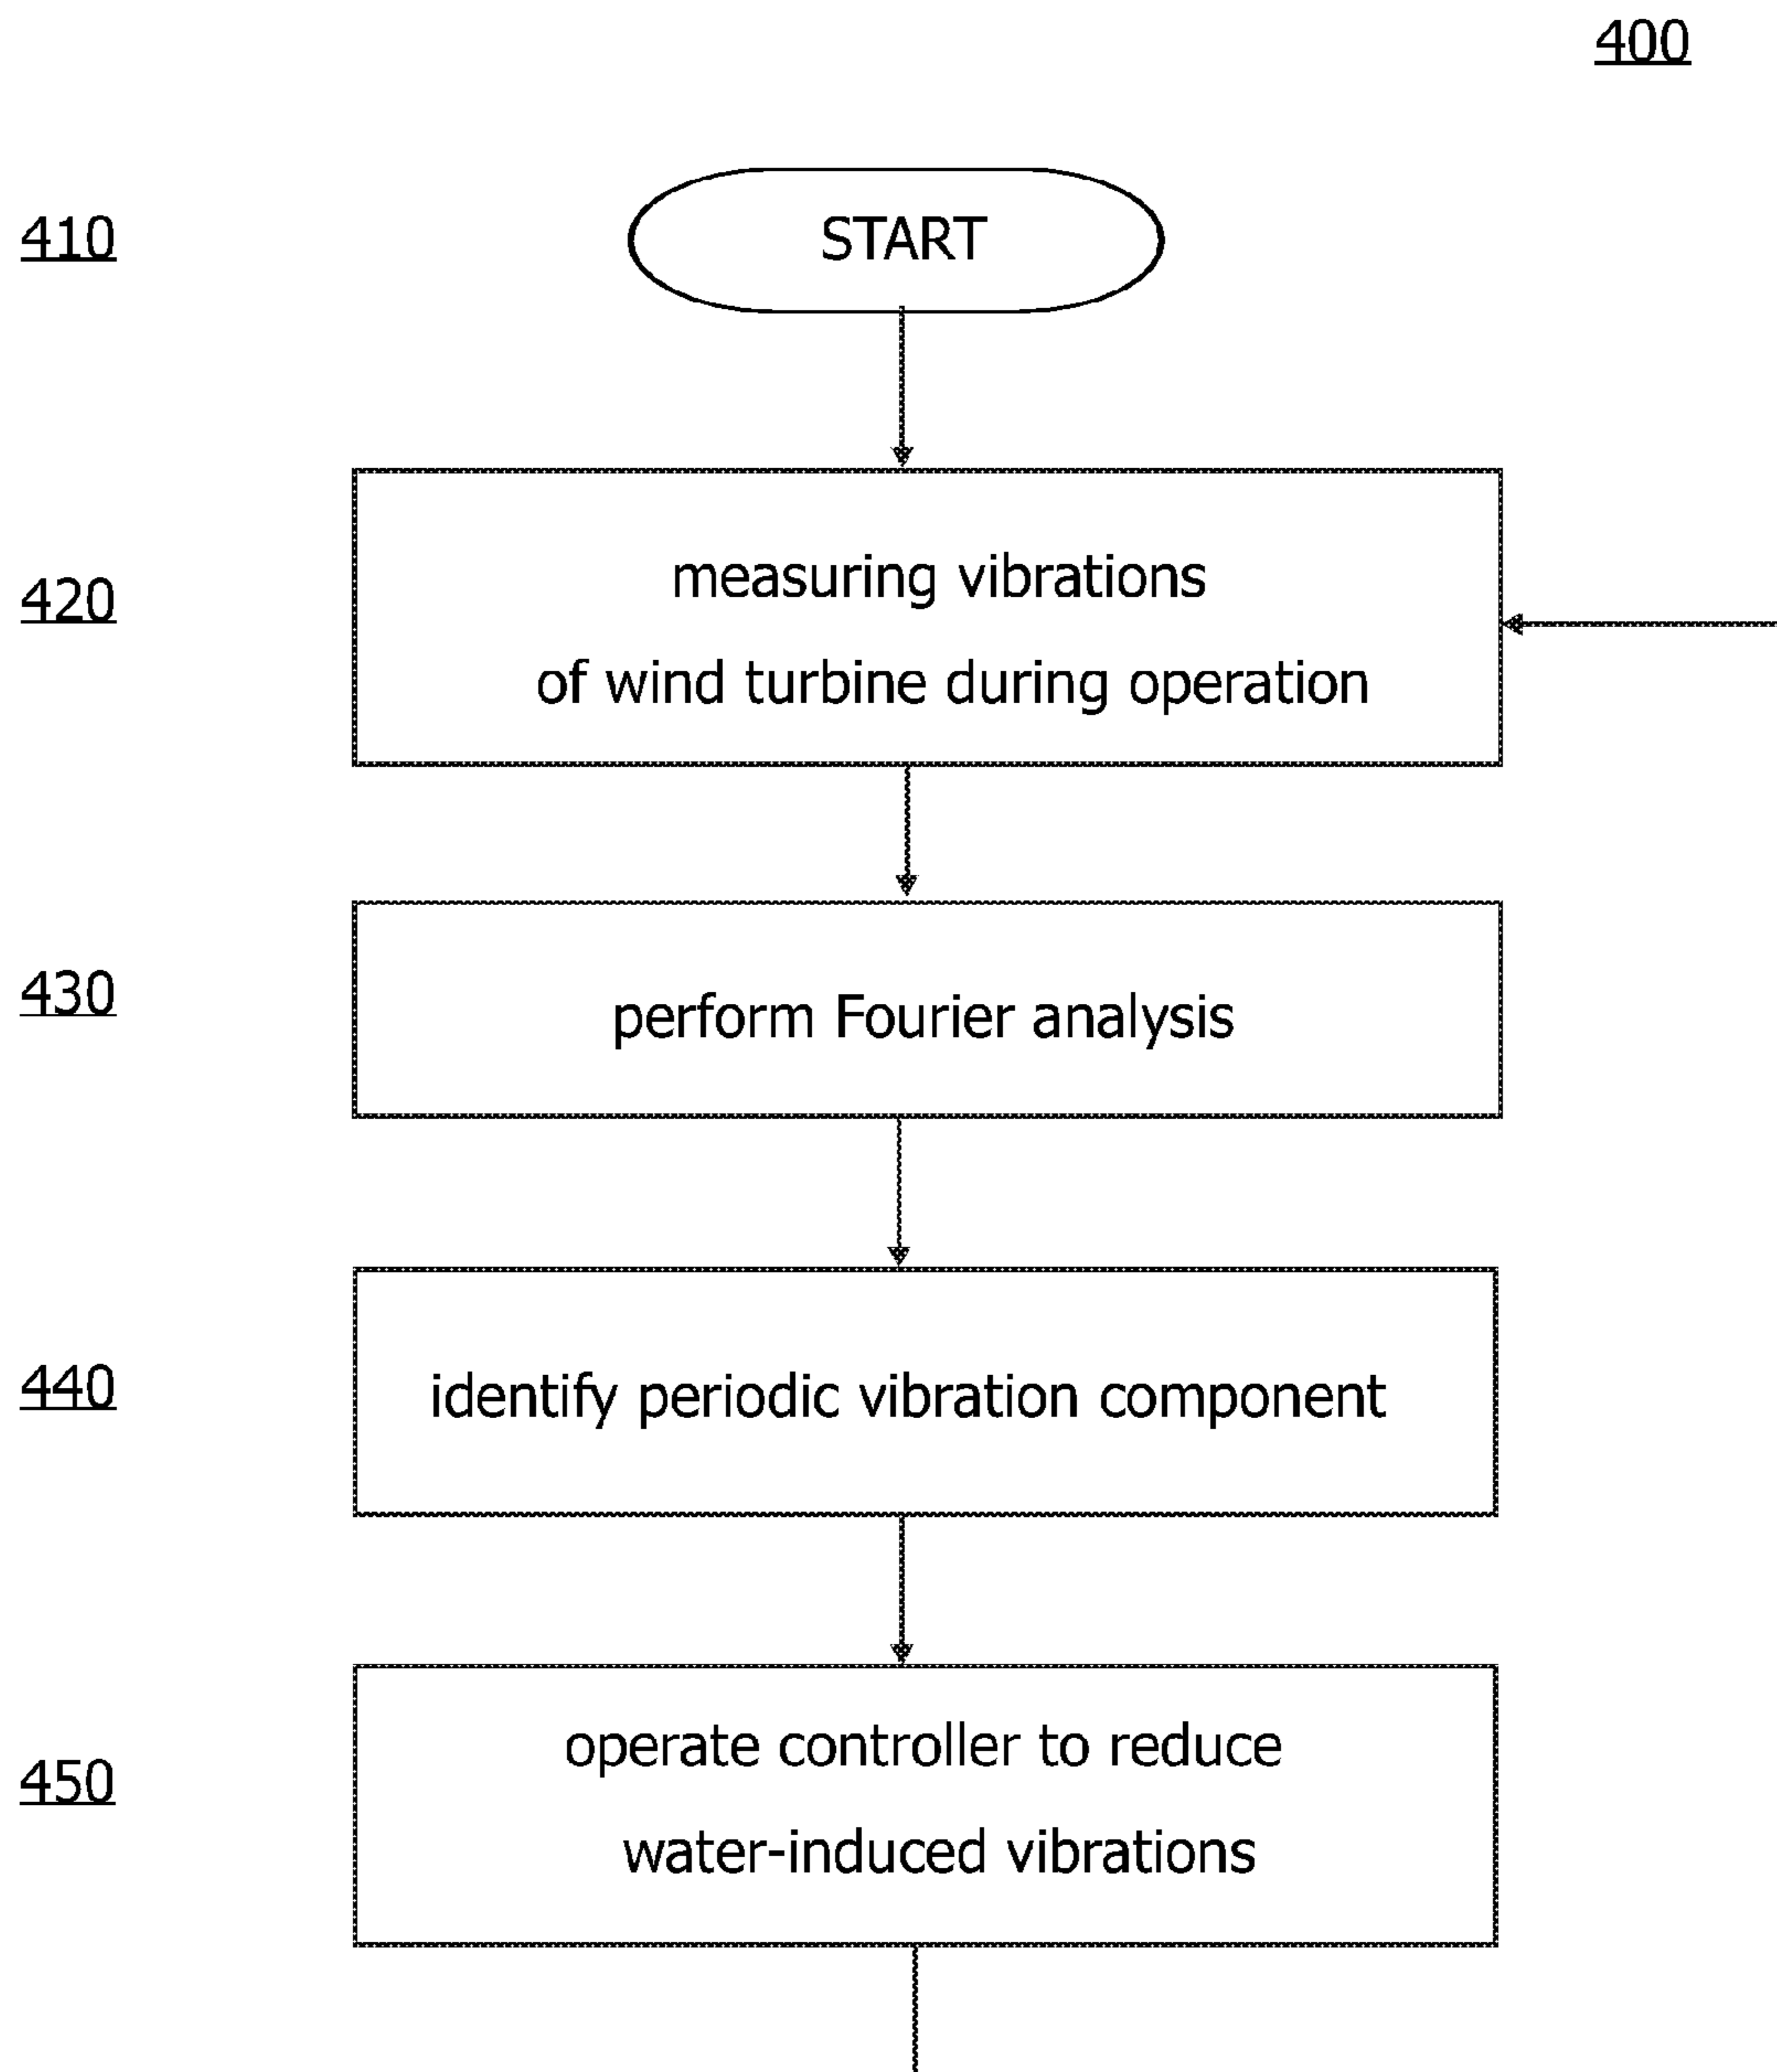 400
410
START
420
measuring vibrations
of wind turbine during operation
430
perform Fourier analysis
440
identify periodic vibration component
450
operate controller to reduce
water-induced vibrations